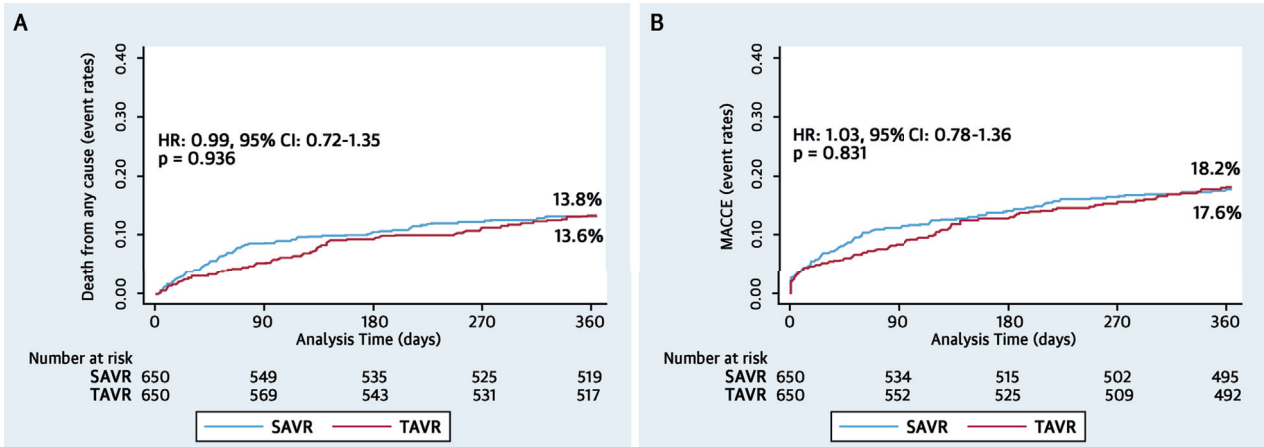 A
Death from any cause (event rates)
0.40
0.30
0.20
0.10
0.00
HR: 0.99, 95% CI: 0.72-1.35
p = 0.936
13.8%
13.6%
0 90 180 270 360
Analysis Time (days)
Number at risk
SAVR 650 549 535 525 519
TAVR 650 569 543 531 517
SAVR TAVR
B
MACCE (event rates)
0.40
0.30
0.20
0.10
0.00
HR: 1.03, 95% CI: 0.78-1.36
p = 0.831
18.2%
17.6%
0 90 180 270 360
Analysis Time (days)
Number at risk
SAVR 650 534 515 502 495
TAVR 650 552 525 509 492
SAVR TAVR